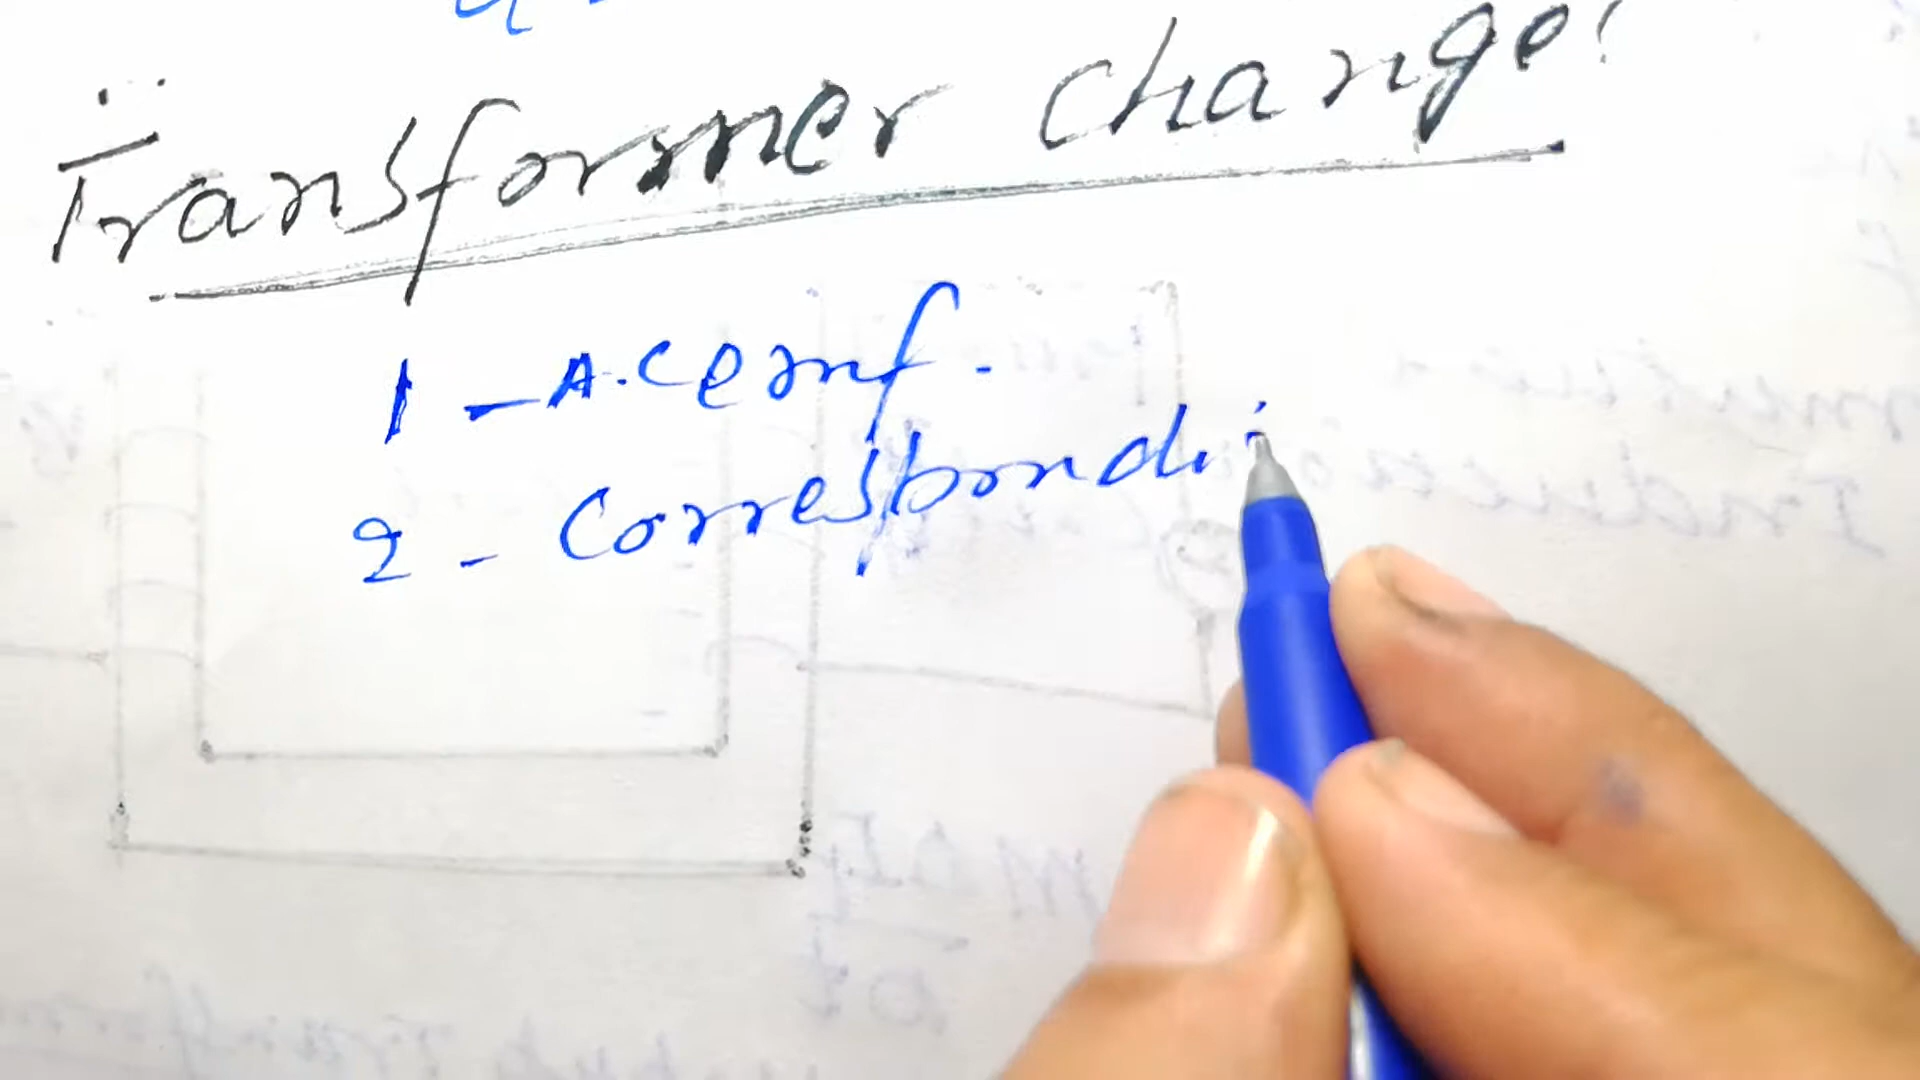 Transformer change:
1 - A.C emf.
2 - Correspondi